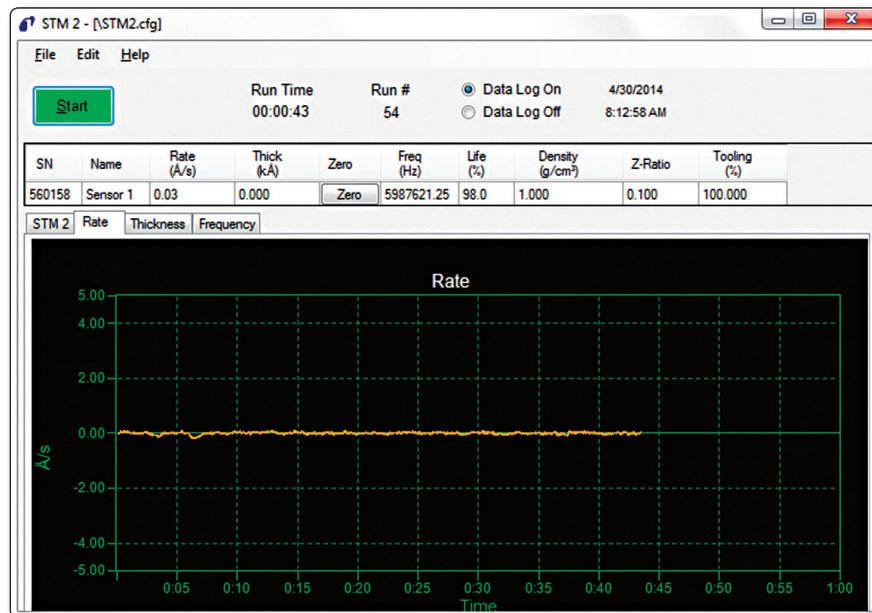 STM 2 - [\STM2.cfg]
File Edit Help
Start
Run Time
00:00:43
Run #
54
Data Log On
Data Log Off
4/30/2014
8:12:58 AM
SN Name Rate (Å/s) Thick (kÅ) Zero Freq (Hz) Life (%) Density (g/cm³) Z-Ratio Tooling (%)
560158 Sensor 1 0.03 0.000 Zero 5987621.25 98.0 1.000 0.100 100.000
STM 2 Rate Thickness Frequency
Rate
5.00
4.00
2.00
0.00
-2.00
-4.00
-5.00
Å/s
0:05 0:10 0:15 0:20 0:25 0:30 0:35 0:40 0:45 0:50 0:55 1:00
Time